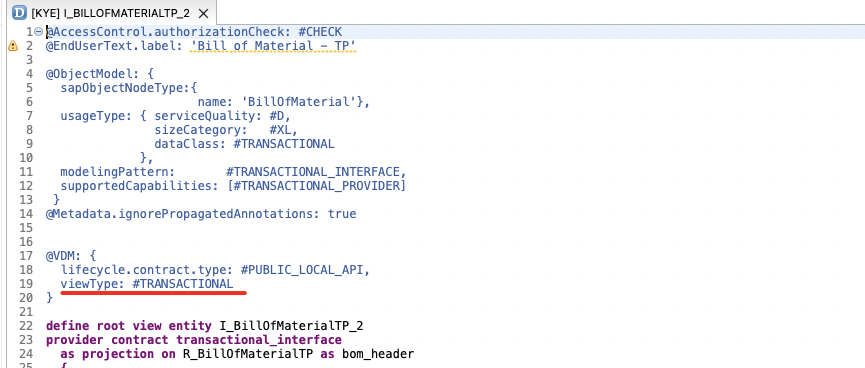 [KYE] I_BILLOFMATERIALTP_2
1 @AccessControl.authorizationCheck: #CHECK
2 @EndUserText.label: 'Bill of Material - TP'
3
4 @ObjectModel: {
5 sapObjectNodeType:{
6 name: 'BillOfMaterial'},
7 usageType: { serviceQuality: #D,
8 sizeCategory: #XL,
9 dataClass: #TRANSACTIONAL
10 },
11 modelingPattern: #TRANSACTIONAL_INTERFACE,
12 supportedCapabilities: [#TRANSACTIONAL_PROVIDER]
13 }
14 @Metadata.ignorePropagatedAnnotations: true
15
16
17 @VDM: {
18 lifecycle.contract.type: #PUBLIC_LOCAL_API,
19 viewType: #TRANSACTIONAL
20 }
21
22 define root view entity I_BillOfMaterialTP_2
23 provider contract transactional_interface
24 as projection on R_BillOfMaterialTP as bom_header
25 {